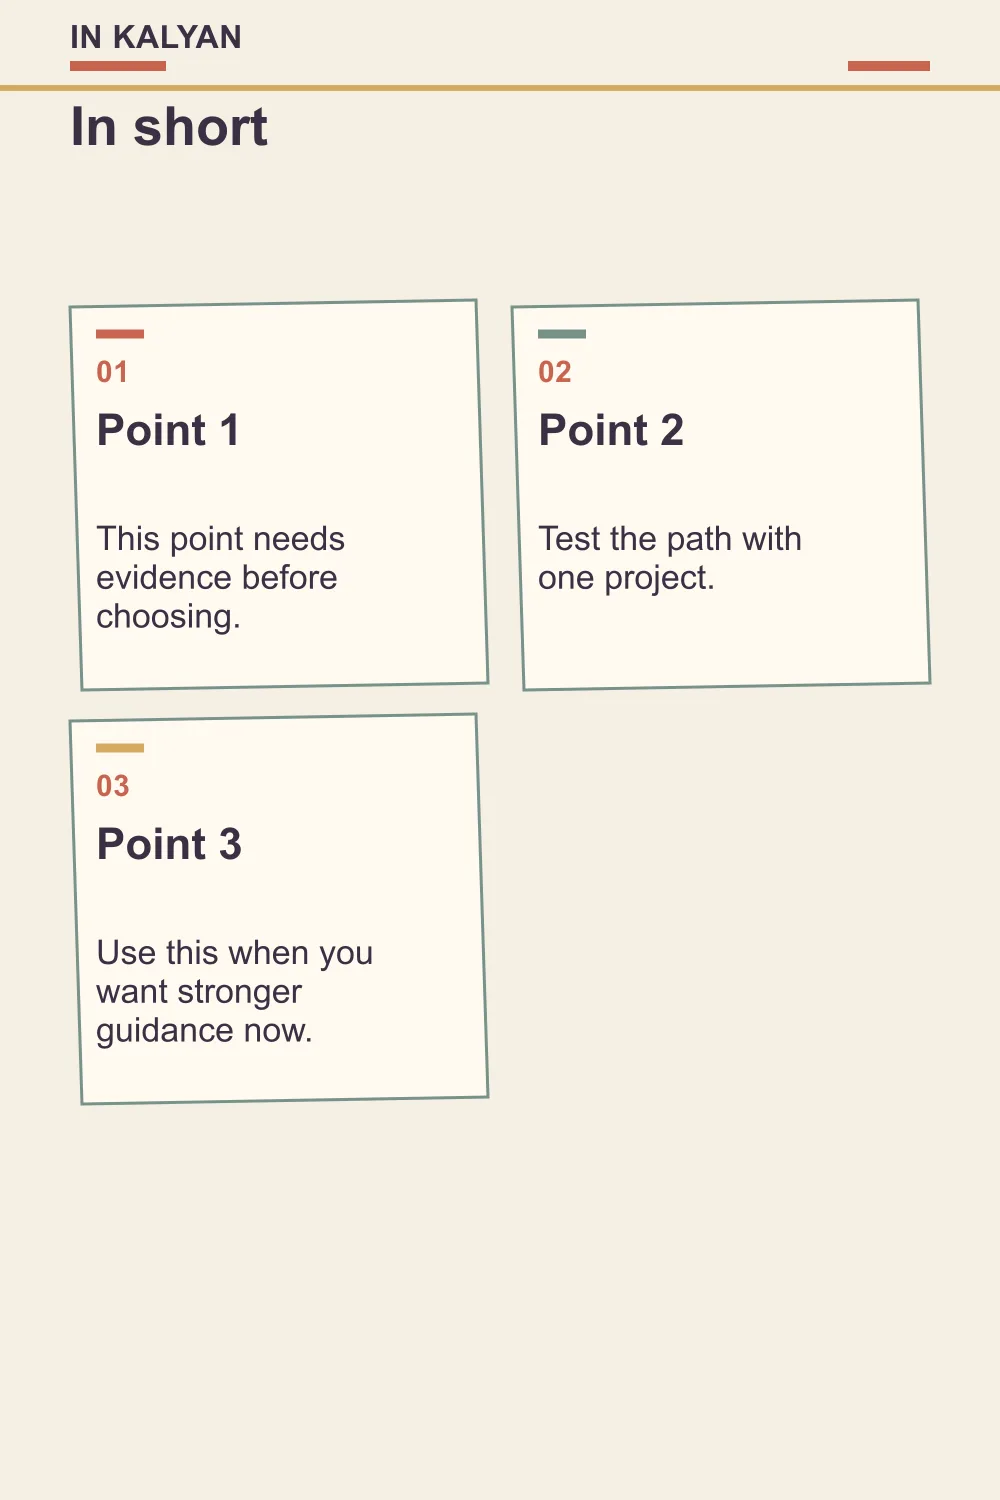 IN KALYAN
In short
01
Point 1
This point needs
evidence before
choosing.
02
Point 2
Test the path with
one project.
03
Point 3
Use this when you
want stronger
guidance now.